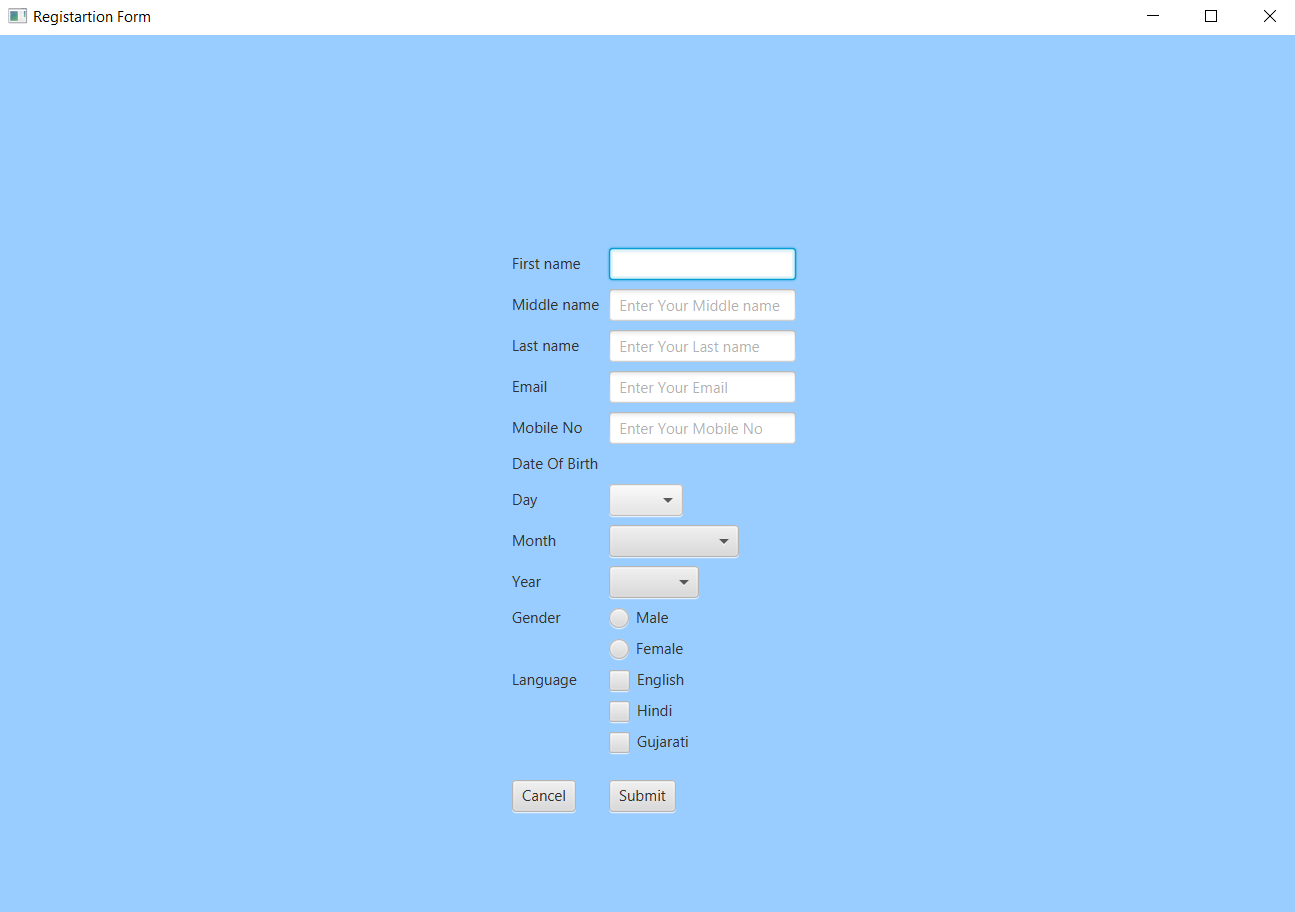 Registartion Form
First name
Middle name Enter Your Middle name
Last name Enter Your Last name
Email Enter Your Email
Mobile No Enter Your Mobile No
Date Of Birth
Day
Month
Year
Gender Male
Female
Language English
Hindi
Gujarati
Cancel Submit